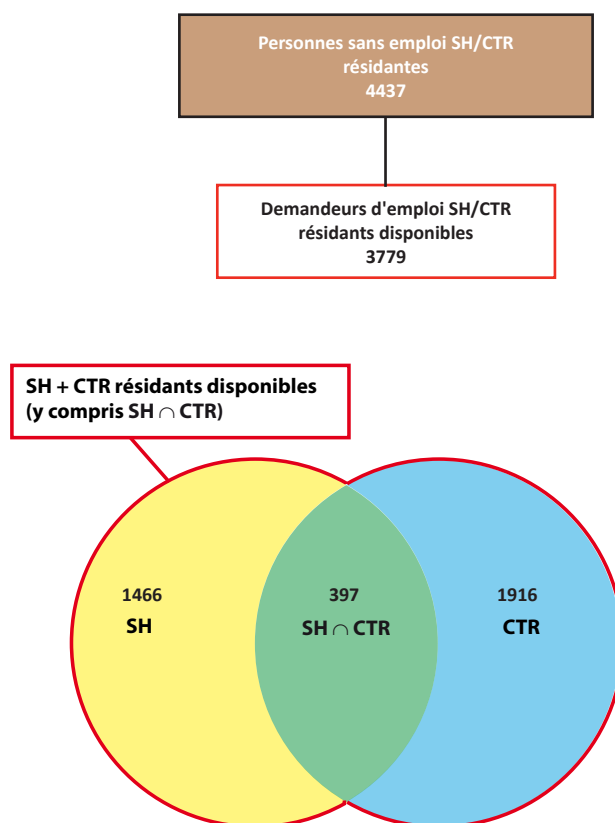 Personnes sans emploi SH/CTR
résidantes
4437
Demandeurs d'emploi SH/CTR
résidants disponibles
3779
SH + CTR résidants disponibles
(y compris SH ∩ CTR)
1466
SH
397
SH ∩ CTR
1916
CTR